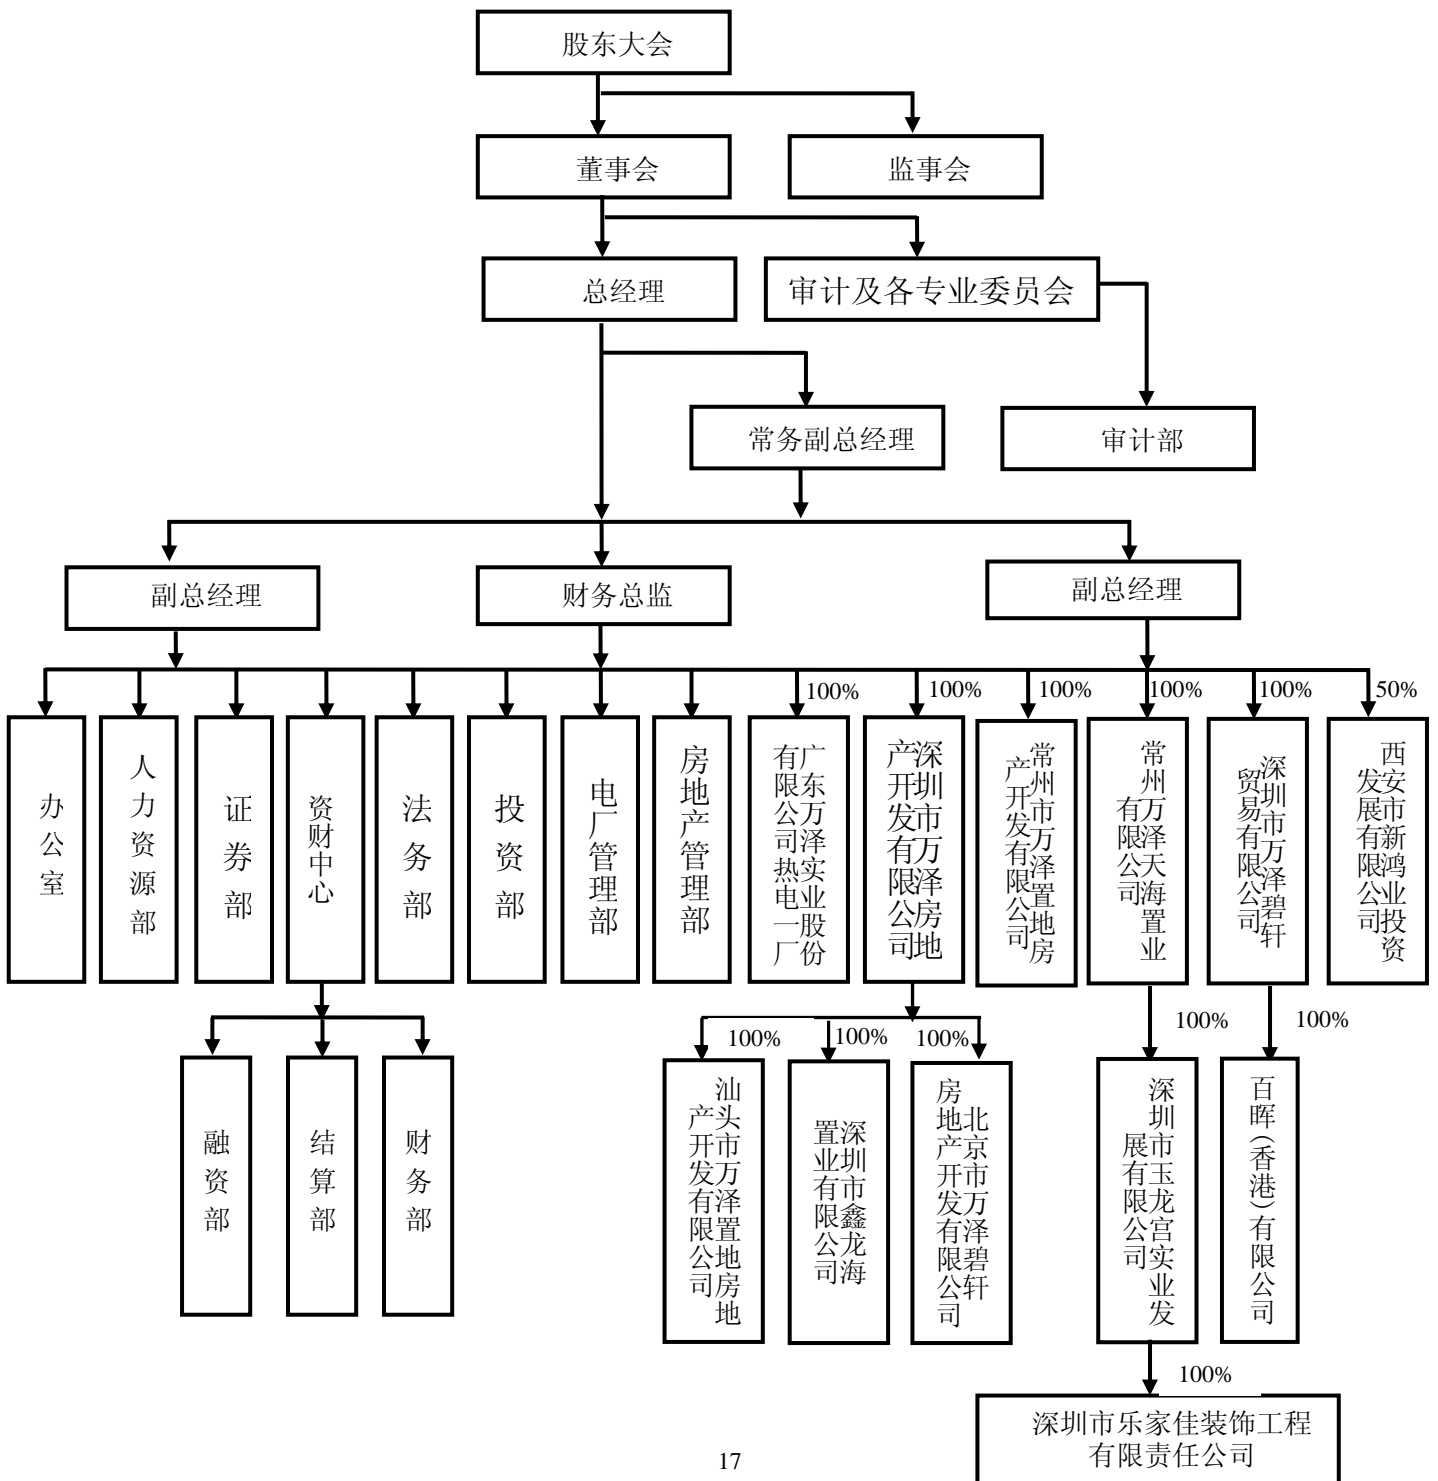 股东大会
董事会
监事会
总经理
审计及各专业委员会
常务副总经理
审计部
副总经理
财务总监
副总经理
100%
100%
100%
100%
100%
50%
办公室
人力资源部
证券部
资财中心
法务部
投资部
电厂管理部
房地产管理部
广东万泽实业股份
有限公司热电一厂
深圳市万泽房地
产开发有限公司
常州市万泽置地房
产开发有限公司
常州万泽天海置业
有限公司
深圳市万泽碧轩
贸易有限公司
西安市新鸿业投资
发展有限公司
100%
100%
100%
100%
100%
融资部
结算部
财务部
汕头市万泽置地房地
产开发有限公司
深圳市鑫龙海
置业有限公司
北京市万泽碧轩
房地产开发有限公司
深圳市玉龙宫实业发
展有限公司
百晖(香港)有限公司
100%
深圳市乐家佳装饰工程
有限责任公司
17